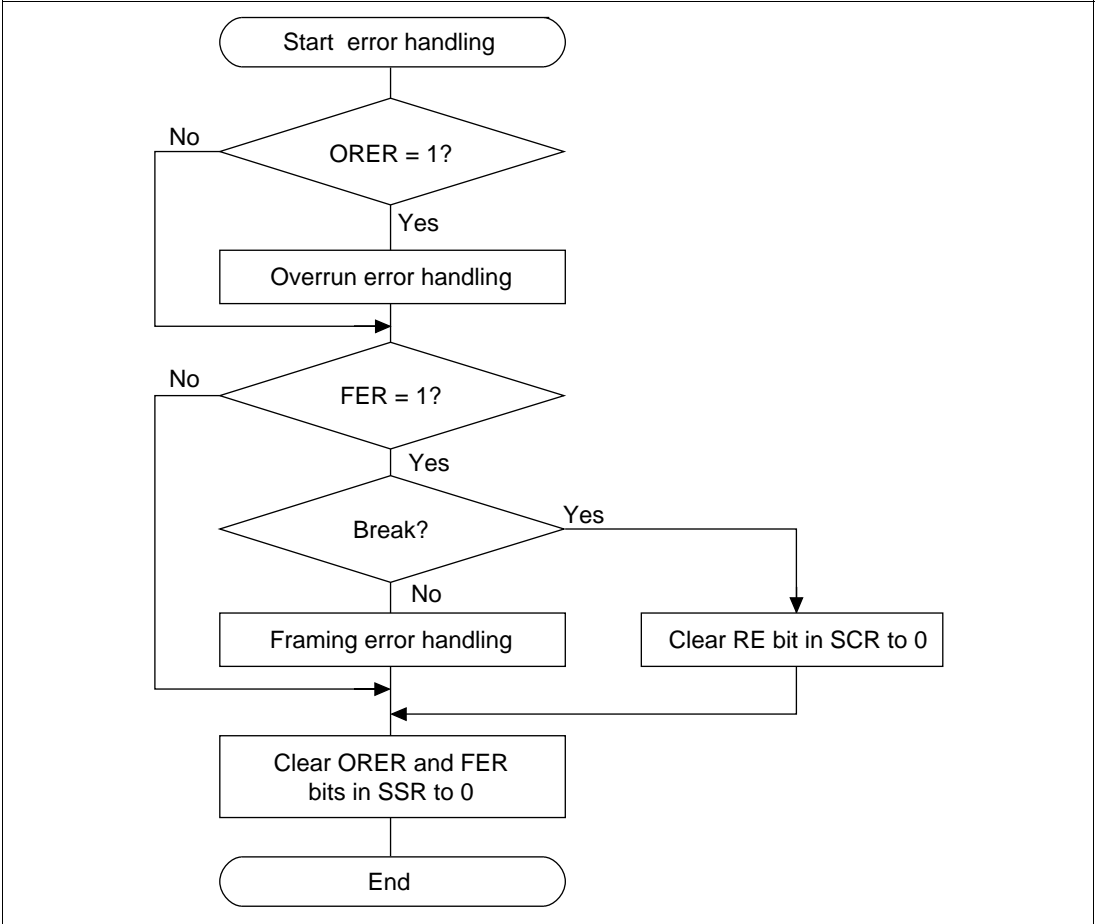 Start error handling
No
ORER = 1?
Yes
Overrun error handling
No
FER = 1?
Yes
Break?
Yes
No
Framing error handling
Clear RE bit in SCR to 0
Clear ORER and FER
bits in SSR to 0
End